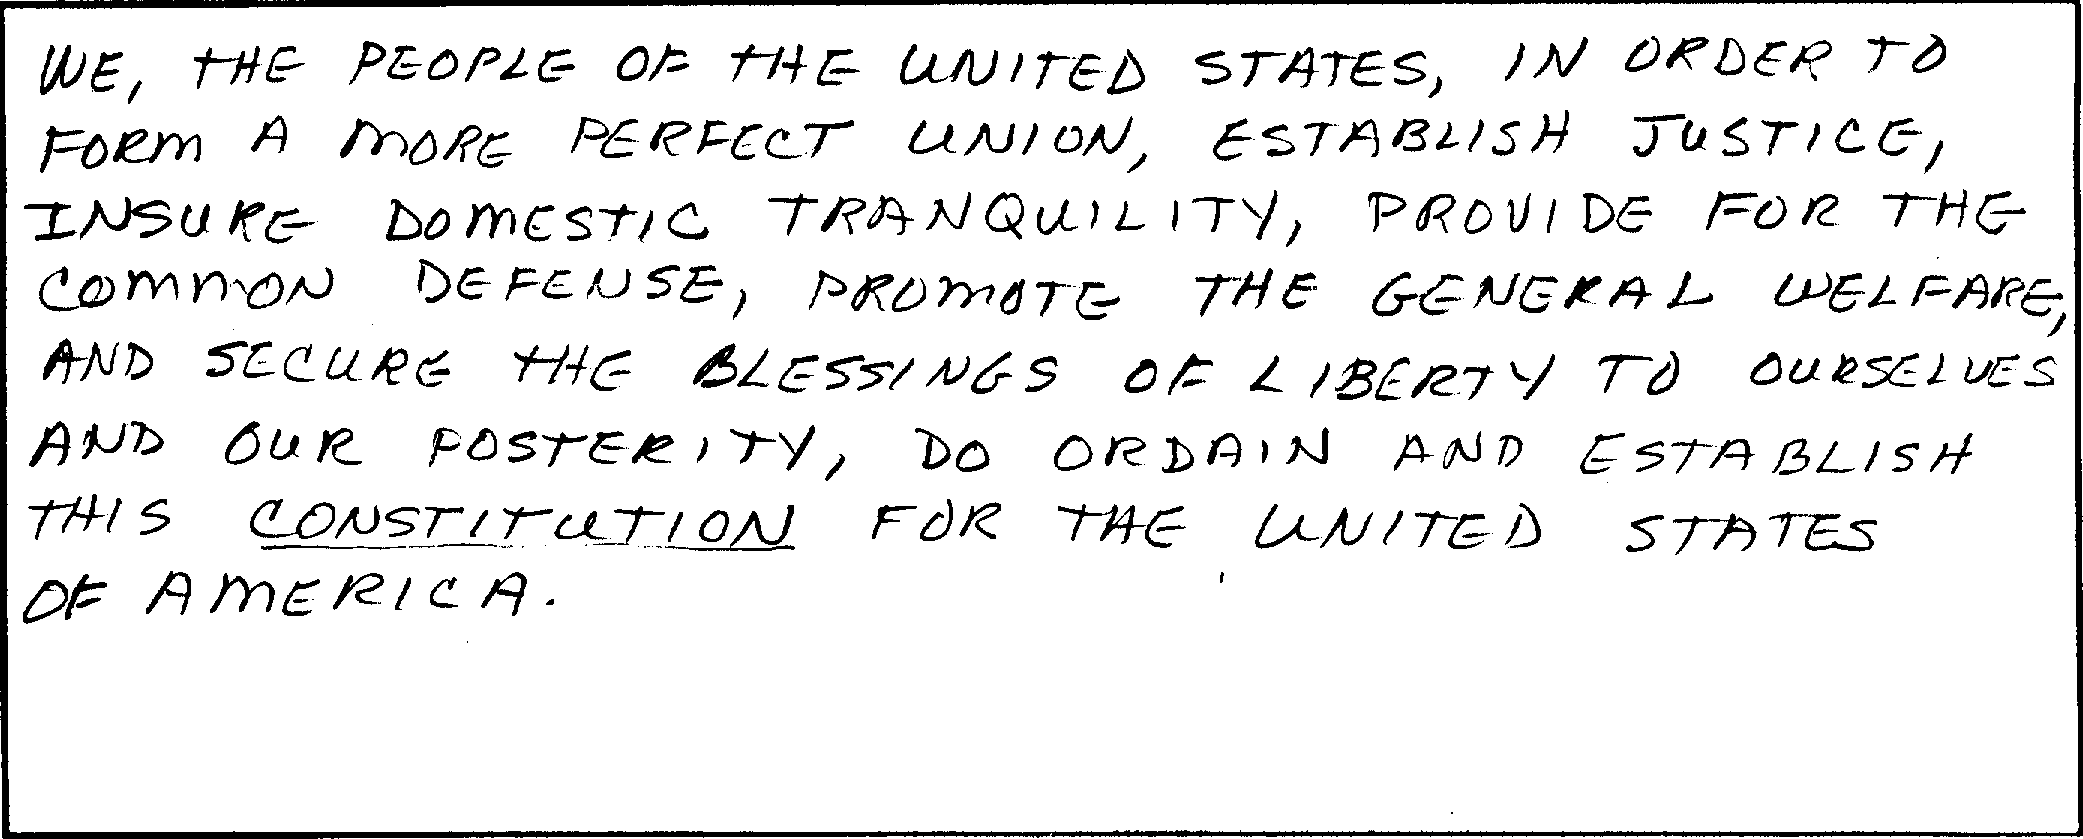 WE, THE PEOPLE OF THE UNITED STATES, IN ORDER TO
FORM A MORE PERFECT UNION, ESTABLISH JUSTICE,
INSURE DOMESTIC TRANQUILITY, PROVIDE FOR THE
COMMON DEFENSE, PROMOTE THE GENERAL WELFARE,
AND SECURE THE BLESSINGS OF LIBERTY TO OURSELVES
AND OUR POSTERITY, DO ORDAIN AND ESTABLISH
THIS CONSTITUTION FOR THE UNITED STATES
OF AMERICA.